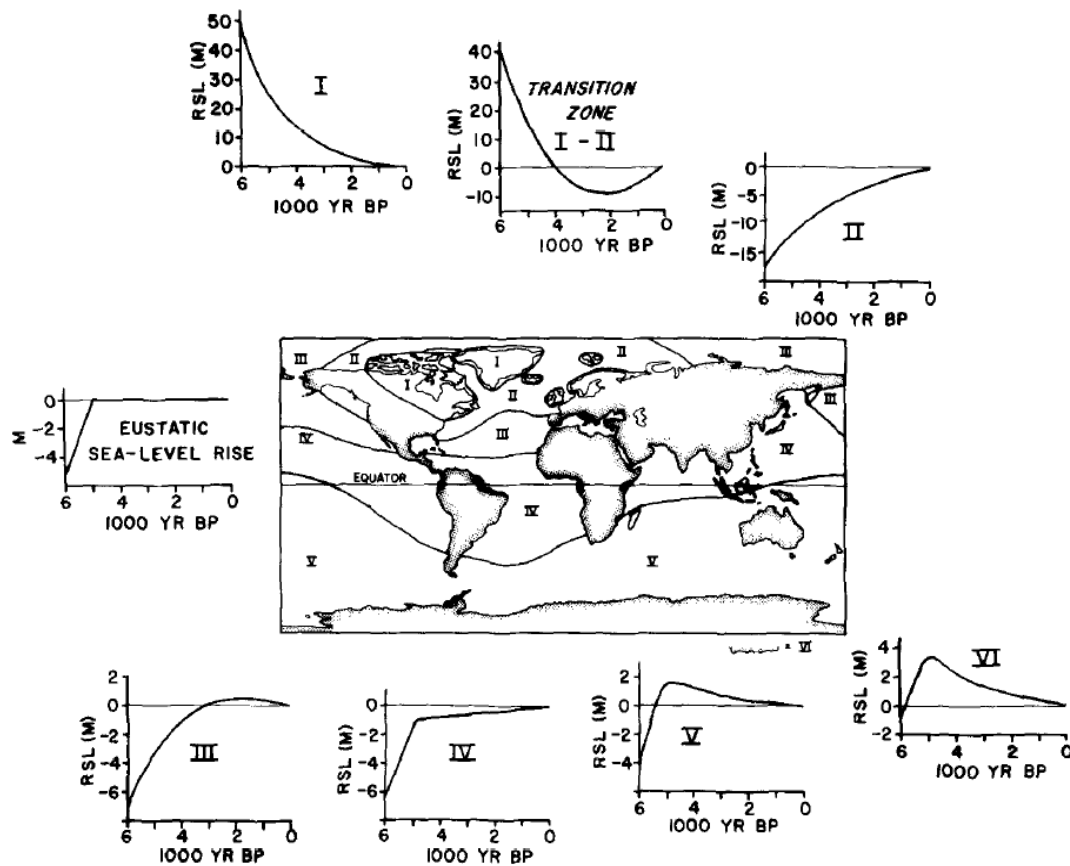 50
40
30
20
10
0
RSL (M)
I
6 4 2 0
1000 YR BP
40
30
20
10
0
-10
RSL (M)
TRANSITION
ZONE
I - II
6 4 2 0
1000 YR BP
0
-5
-10
-15
RSL (M)
II
6 4 2 0
1000 YR BP
0
-2
-4
M
EUSTATIC
SEA-LEVEL RISE
6 4 2 0
1000 YR BP
III II I II III
I
II III
IV III IV
EQUATOR
IV
V V
= VI
2
0
-2
-4
-6
RSL (M)
III
6 4 2 0
1000 YR BP
2
0
-2
-4
-6
RSL (M)
IV
6 4 2 0
1000 YR BP
2
0
-2
-4
RSL (M)
V
6 4 2 0
1000 YR BP
4
2
0
2
RSL (M)
VI
6 4 2 0
1000 YR BP